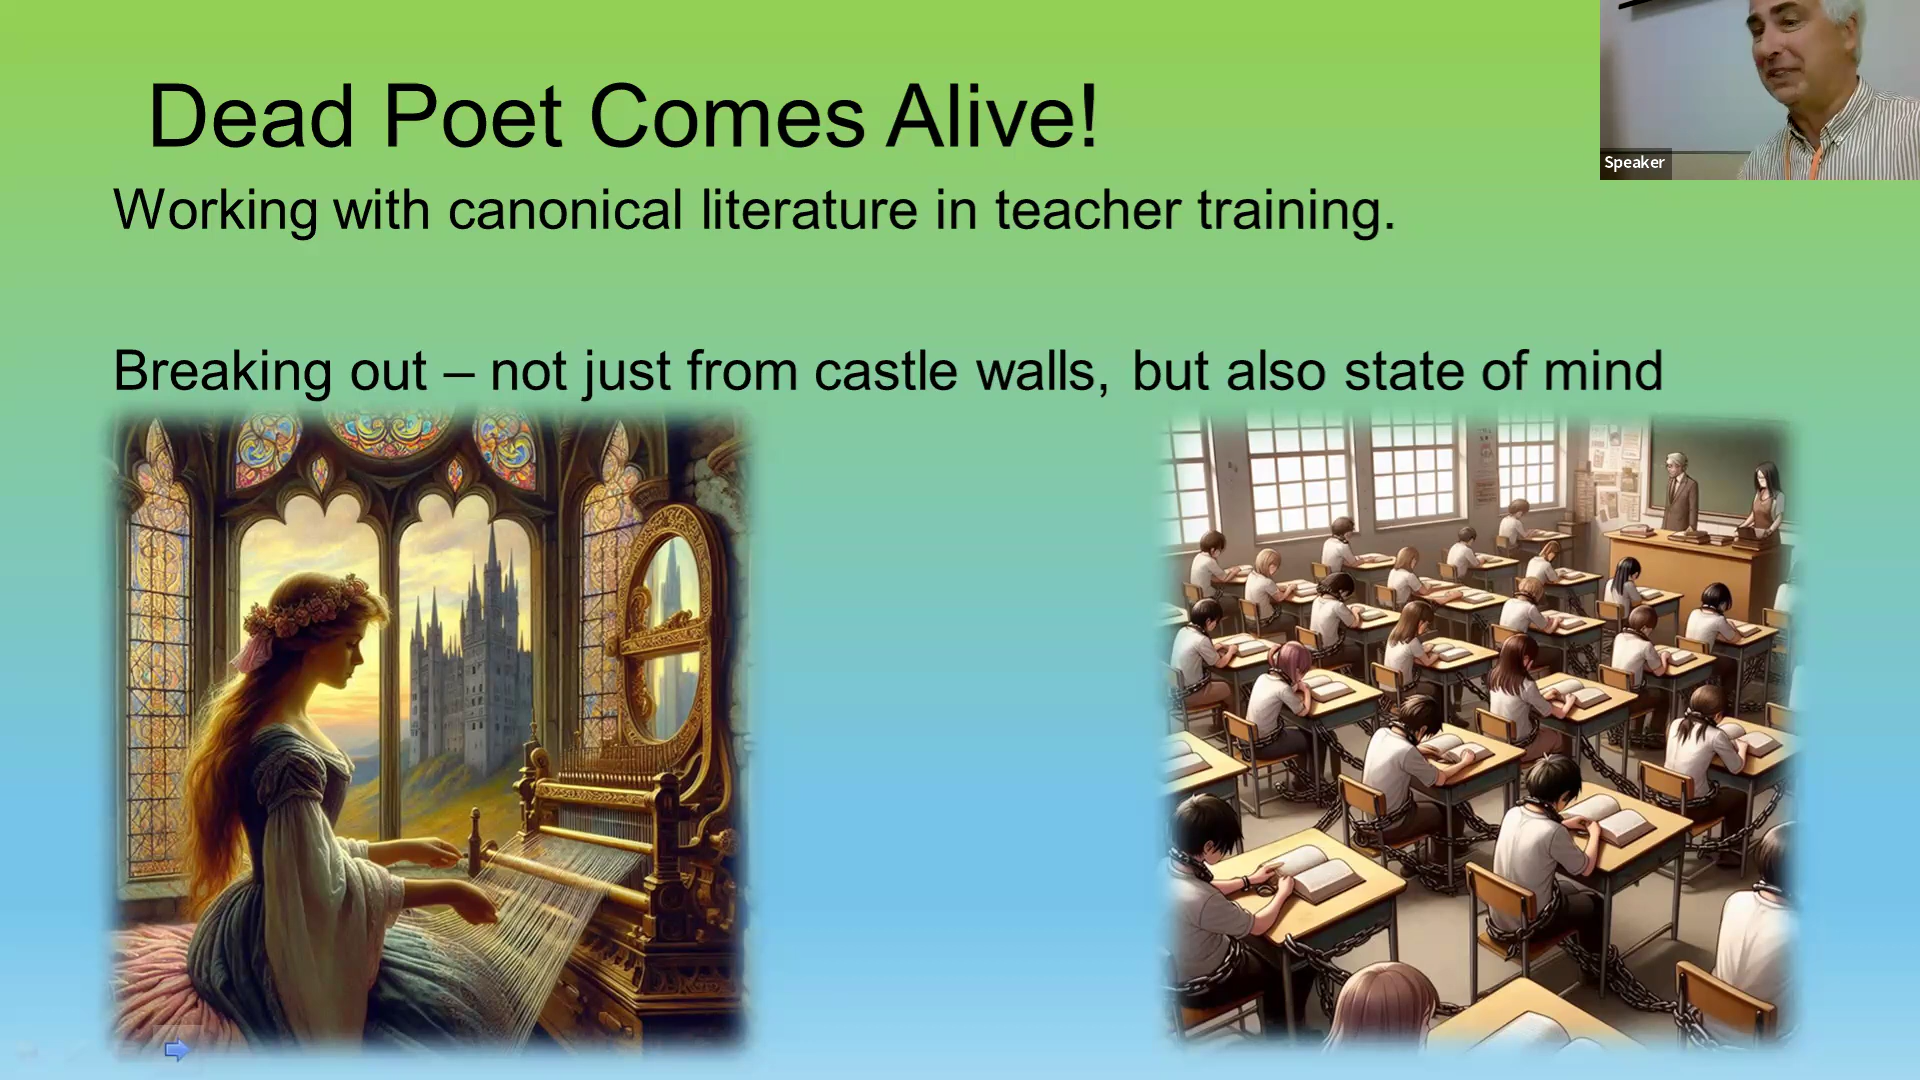 Dead Poet Comes Alive!
Speaker
Working with canonical literature in teacher training.
Breaking out – not just from castle walls, but also state of mind